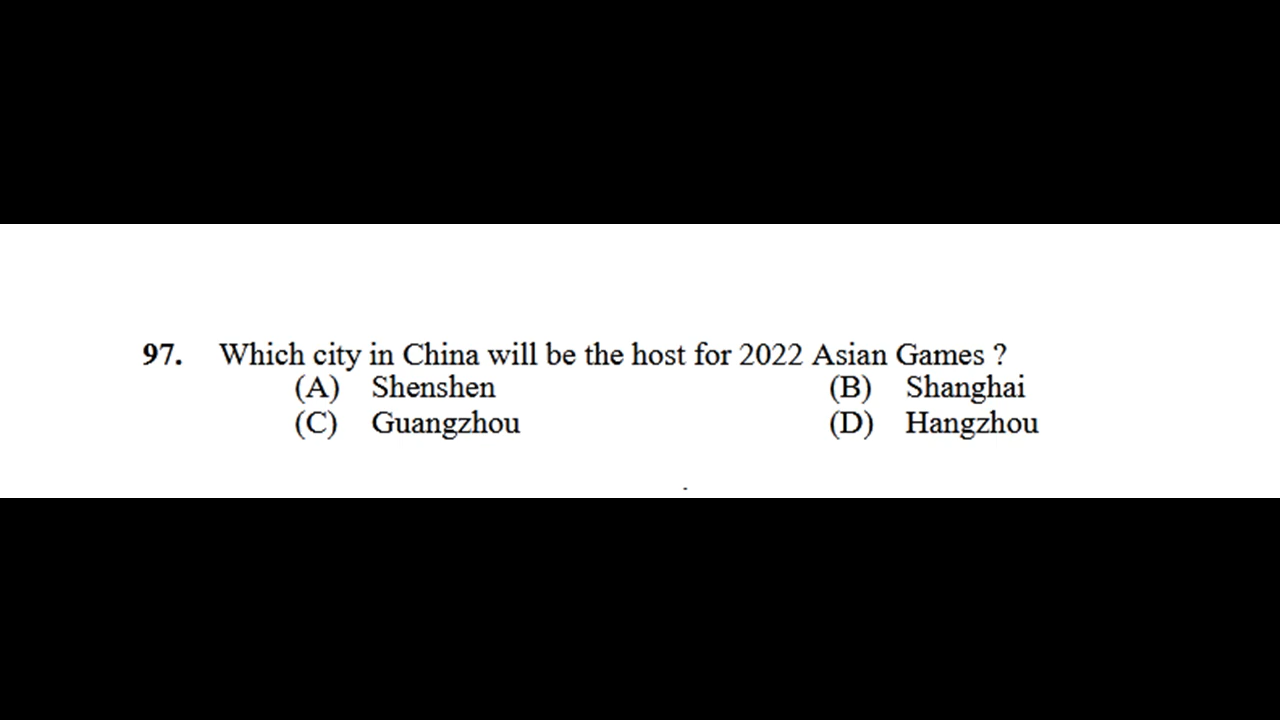 97. Which city in China will be the host for 2022 Asian Games ?
(A) Shenshen (B) Shanghai
(C) Guangzhou (D) Hangzhou